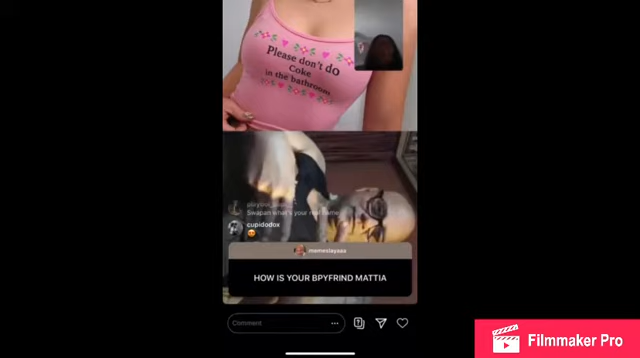 Please don't do
Coke
in the bathroom
Swapan what's your real name
cupidodox
memeslayaaa
HOW IS YOUR BPYFRIND MATTIA
Comment
Filmmaker Pro